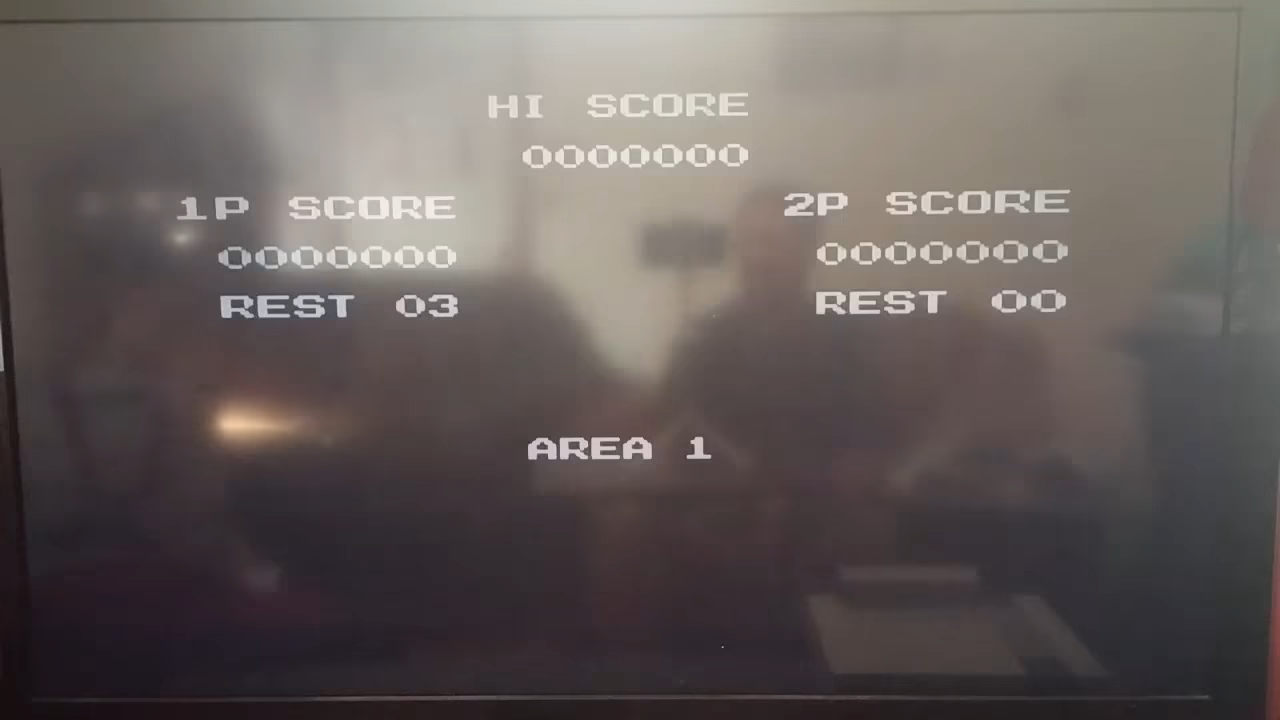 HI SCORE
0000000
1P SCORE 2P SCORE
0000000 0000000
REST 03 REST 00
AREA 1